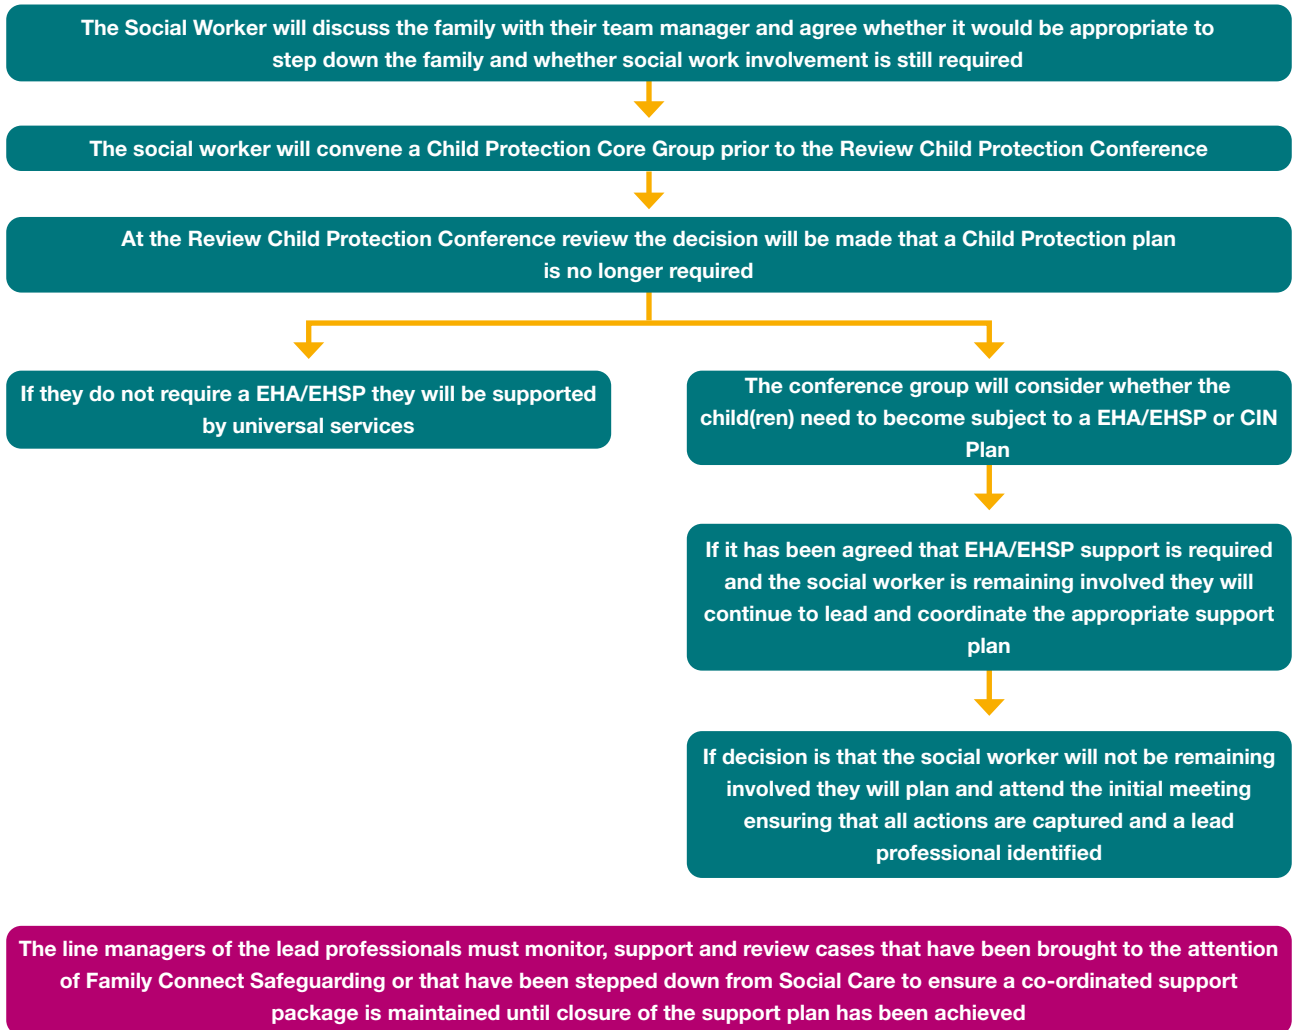 The Social Worker will discuss the family with their team manager and agree whether it would be appropriate to
step down the family and whether social work involvement is still required
The social worker will convene a Child Protection Core Group prior to the Review Child Protection Conference
At the Review Child Protection Conference review the decision will be made that a Child Protection plan
is no longer required
If they do not require a EHA/EHSP they will be supported
by universal services
The conference group will consider whether the
child(ren) need to become subject to a EHA/EHSP or CIN
Plan
If it has been agreed that EHA/EHSP support is required
and the social worker is remaining involved they will
continue to lead and coordinate the appropriate support
plan
If decision is that the social worker will not be remaining
involved they will plan and attend the initial meeting
ensuring that all actions are captured and a lead
professional identified
The line managers of the lead professionals must monitor, support and review cases that have been brought to the attention
of Family Connect Safeguarding or that have been stepped down from Social Care to ensure a co-ordinated support
package is maintained until closure of the support plan has been achieved